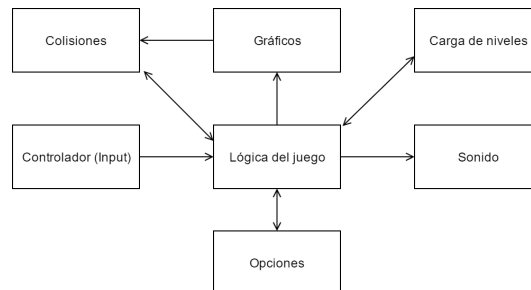 Colisiones
Gráficos
Carga de niveles
Controlador (Input)
Lógica del juego
Sonido
Opciones